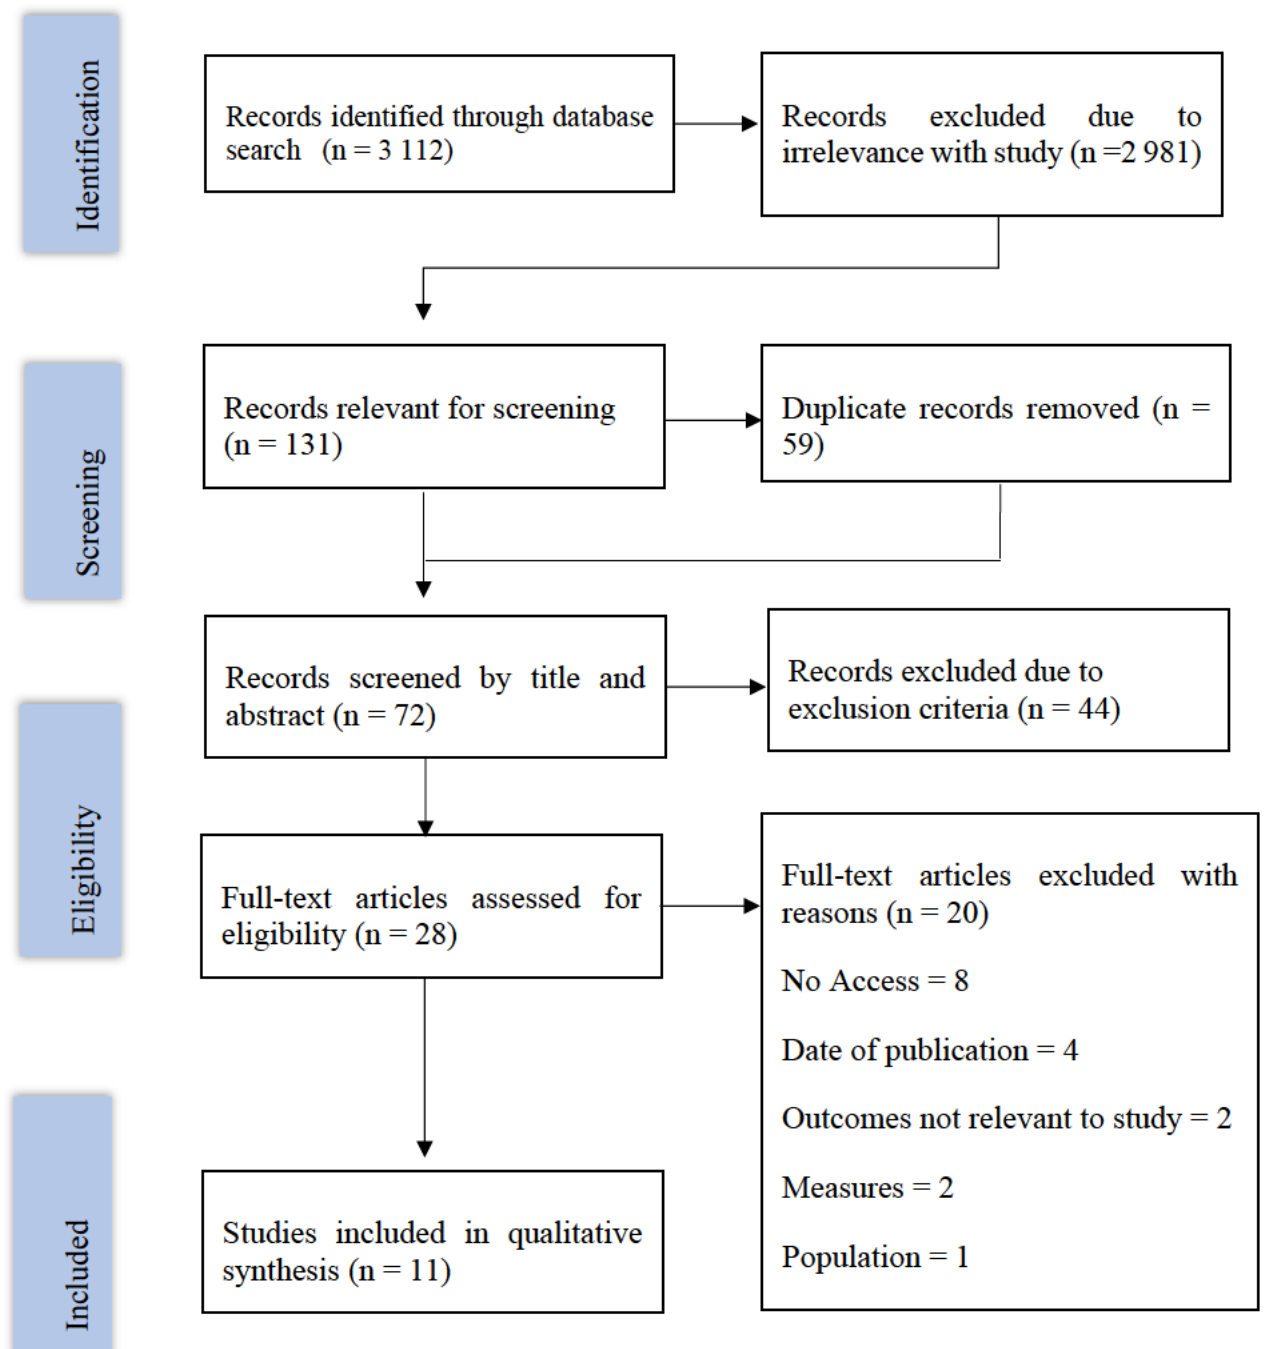 Identification
Records identified through database
search (n = 3 112)
Records excluded due to
irrelevance with study (n =2 981)
Screening
Records relevant for screening
(n = 131)
Duplicate records removed (n =
59)
Records screened by title and
abstract (n = 72)
Records excluded due to
exclusion criteria (n = 44)
Eligibility
Full-text articles assessed for
eligibility (n = 28)
Full-text articles excluded with
reasons (n = 20)
No Access = 8
Date of publication = 4
Outcomes not relevant to study = 2
Measures = 2
Population = 1
Included
Studies included in qualitative
synthesis (n = 11)